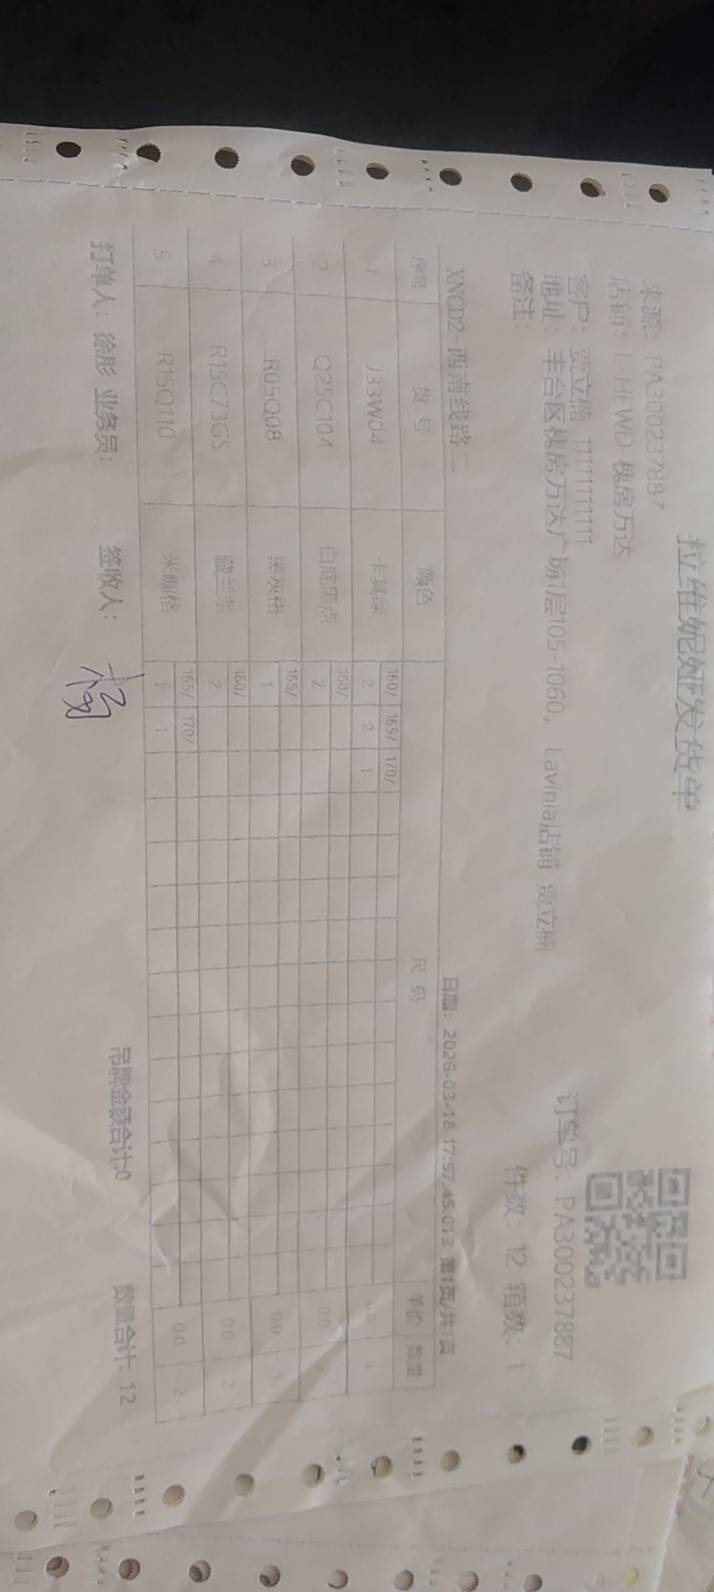 拉维妮娅发货单
来源：PA300237887
店铺：L-HFWD-槐房万达
订单号：PA300237887
客户：贾立楠 11111111111
地址：丰台区槐房万达广场1层105-1060，Lavinia店铺 贾立楠
备注：
件数：12 箱数：1
XNCD2-西南线路二 日期：2026-03-18 17:57:45.013 第1页/共1页
序号 货号 颜色 尺码 单价 数量
160/ 165/ 170/
1 J33W04 卡其绿 2 2 1 0.0 5
160/
2 Q25C104 白底黑点 2 0.0
165/
3 R05Q08 黑灰格 1 0.0 1
160/
4 R15C73GS 藏兰条 2 0.0 2
165/ 170/
5 R15Q110 米咖格 1 1 0.0 2
打单人：徐彤 业务员： 签收人： 杨 吊牌金额合计:0 数量合计：12